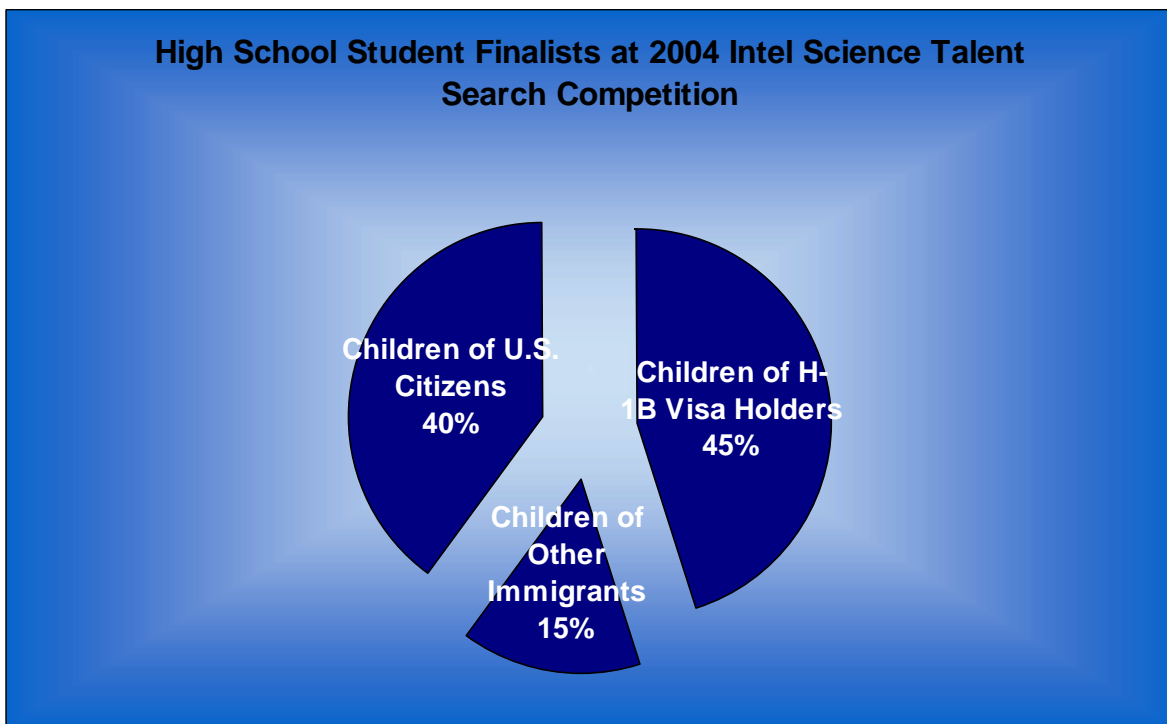 High School Student Finalists at 2004 Intel Science Talent
Search Competition
Children of U.S.
Citizens
40%
Children of H-
1B Visa Holders
45%
Children of
Other
Immigrants
15%